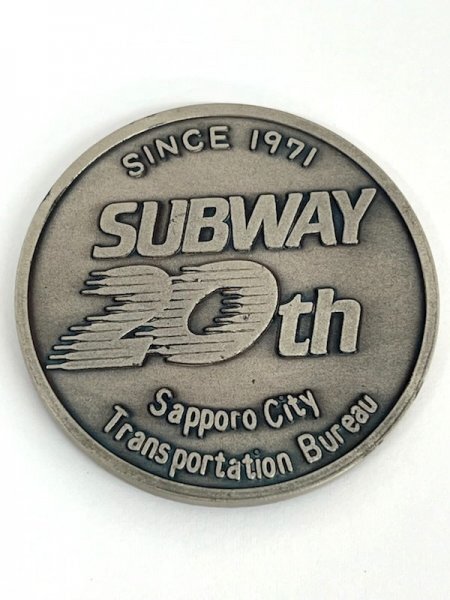 SINCE 1971
SUBWAY
20th
Sapporo City
Transportation Bureau